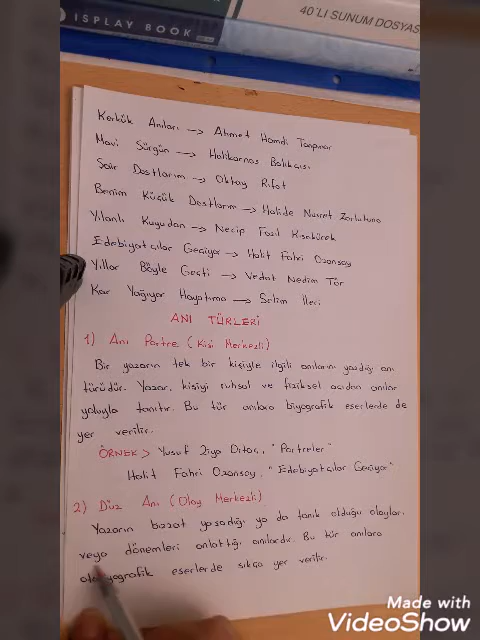 ISPLAY BOOK
40'LI SUNUM DOSYAS
Kerkük Anıları → Ahmet Hamdi Tanpınar
Mavi Sürgün → Halikarnas Balıkçısı
Şair Dostlarım → Oktay Rifat
Benim Küçük Dostlarım → Halide Nusret Zorlutuna
Yılanlı Kuyudan → Necip Fazıl Kısakürek
Edebiyatçılar Geçiyor → Halit Fahri Ozansoy
Yıllar Böyle Geçti → Vedat Nedim Tör
Kar Yağıyor Hayatıma → Selim İleri
ANI TÜRLERİ
1) Anı Portre (Kişi Merkezli)
Bir yazarın tek bir kişiyle ilgili anılarını yazdığı anı
türüdür. Yazar, kişiyi ruhsal ve fiziksel açıdan anılar
yoluyla tanıtır. Bu tür anılara biyografik eserlerde de
yer verilir.
ÖRNEK > Yusuf Ziya Ortaç, "Portreler"
Halit Fahri Ozansoy, "Edebiyatçılar Geçiyor"
2) Düz Anı (Olay Merkezli)
Yazarın bizzat yaşadığı ya da tanık olduğu olayları
veya dönemleri anlattığı anılardır. Bu tür anılara
otobiyografik eserlerde sıkça yer verilir.
Made with
VideoShow